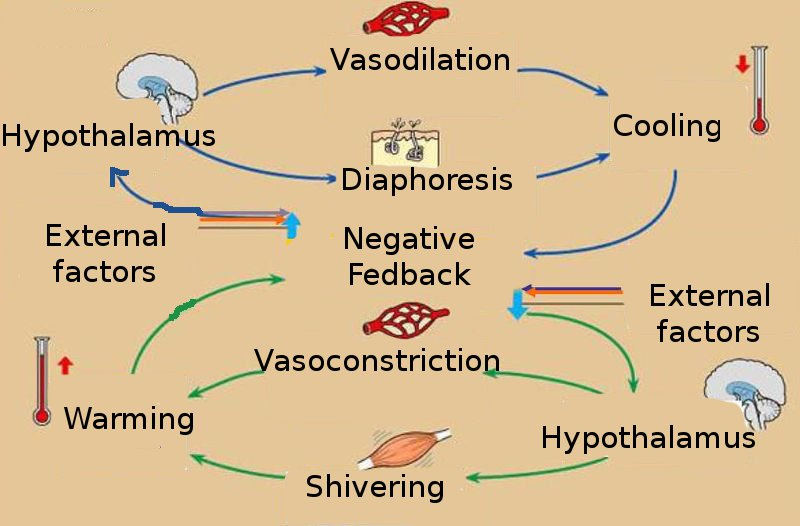 Vasodilation
Hypothalamus
Cooling
Diaphoresis
External
factors
Negative
Fedback
External
factors
Vasoconstriction
Warming
Hypothalamus
Shivering